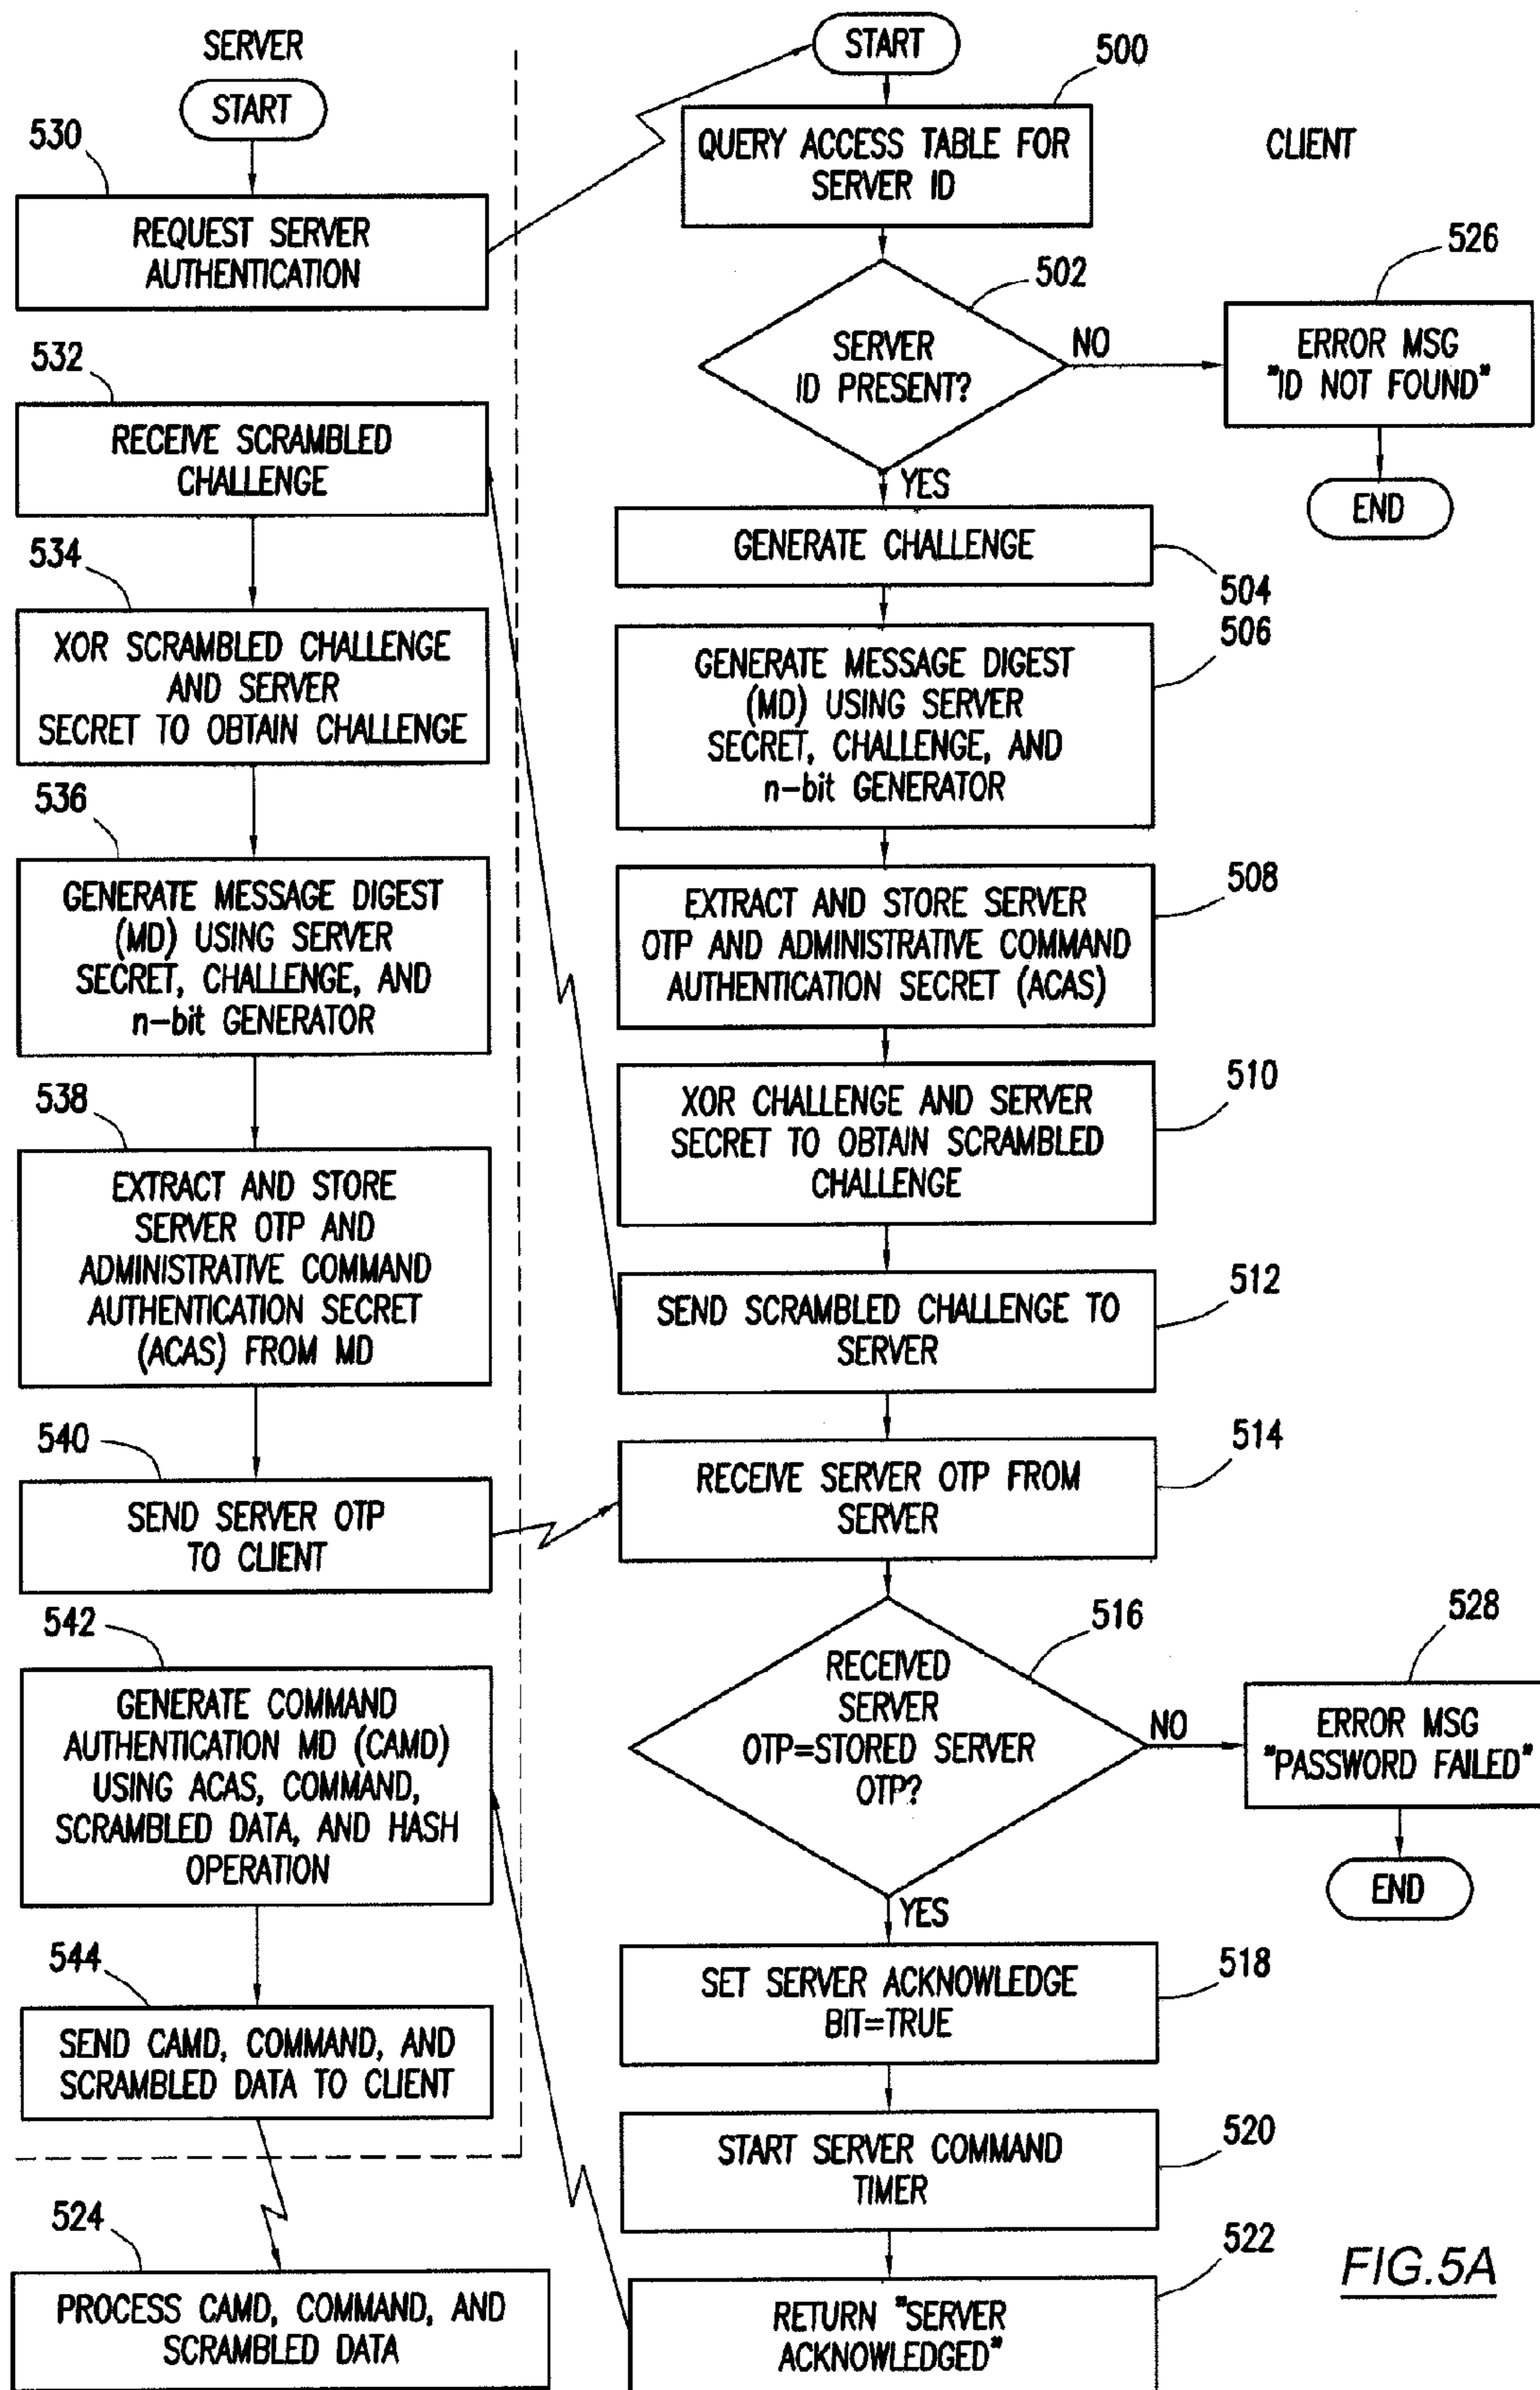 SERVER
START
530
REQUEST SERVER
AUTHENTICATION
532
RECEIVE SCRAMBLED
CHALLENGE
534
XOR SCRAMBLED CHALLENGE
AND SERVER
SECRET TO OBTAIN CHALLENGE
536
GENERATE MESSAGE DIGEST
(MD) USING SERVER
SECRET, CHALLENGE, AND
n-bit GENERATOR
538
EXTRACT AND STORE
SERVER OTP AND
ADMINISTRATIVE COMMAND
AUTHENTICATION SECRET
(ACAS) FROM MD
540
SEND SERVER OTP
TO CLIENT
542
GENERATE COMMAND
AUTHENTICATION MD (CAMD)
USING ACAS, COMMAND,
SCRAMBLED DATA, AND HASH
OPERATION
544
SEND CAMD, COMMAND, AND
SCRAMBLED DATA TO CLIENT
524
PROCESS CAMD, COMMAND, AND
SCRAMBLED DATA
START
500
QUERY ACCESS TABLE FOR
SERVER ID
CLIENT
502
SERVER
ID PRESENT?
NO
526
ERROR MSG
"ID NOT FOUND"
END
YES
GENERATE CHALLENGE
504
506
GENERATE MESSAGE DIGEST
(MD) USING SERVER
SECRET, CHALLENGE, AND
n-bit GENERATOR
508
EXTRACT AND STORE SERVER
OTP AND ADMINISTRATIVE COMMAND
AUTHENTICATION SECRET (ACAS)
510
XOR CHALLENGE AND SERVER
SECRET TO OBTAIN SCRAMBLED
CHALLENGE
512
SEND SCRAMBLED CHALLENGE TO
SERVER
514
RECEIVE SERVER OTP FROM
SERVER
516
RECEIVED
SERVER
OTP=STORED SERVER
OTP?
NO
528
ERROR MSG
"PASSWORD FAILED"
END
YES
518
SET SERVER ACKNOWLEDGE
BIT=TRUE
520
START SERVER COMMAND
TIMER
522
RETURN "SERVER
ACKNOWLEDGED"
FIG.5A